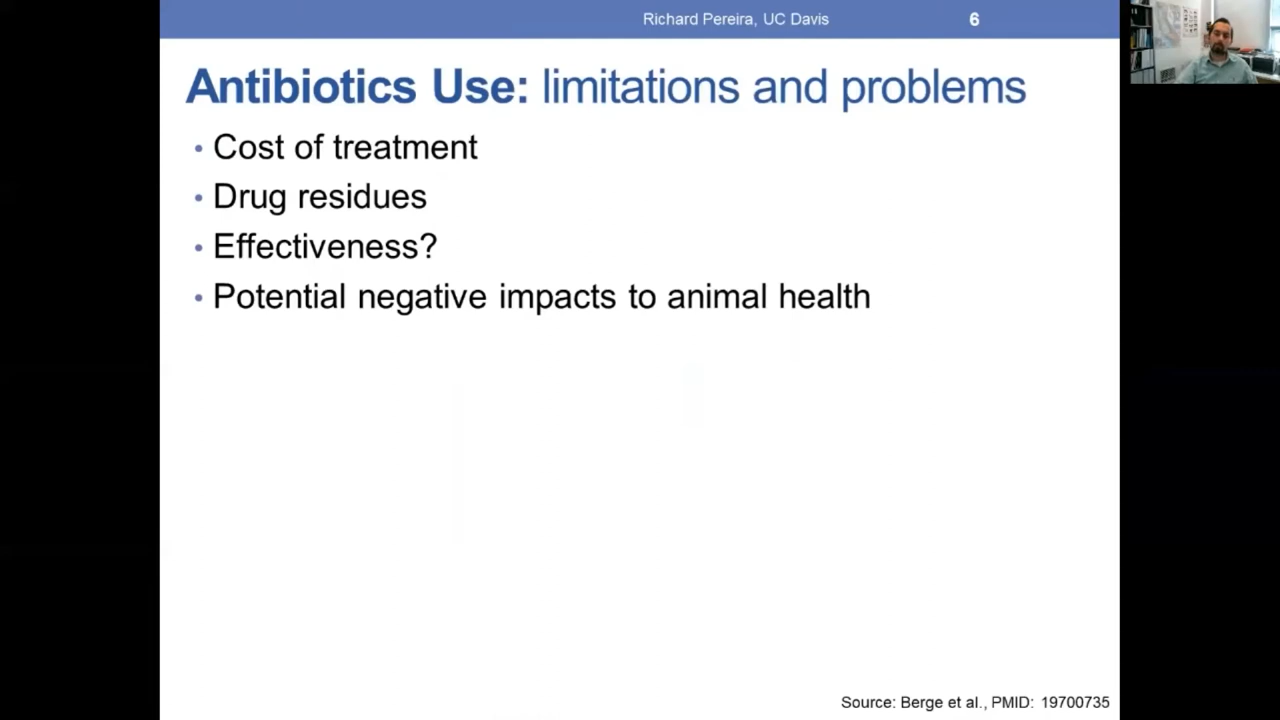 Richard Pereira, UC Davis 6
Antibiotics Use: limitations and problems
• Cost of treatment
• Drug residues
• Effectiveness?
• Potential negative impacts to animal health
Source: Berge et al., PMID: 19700735